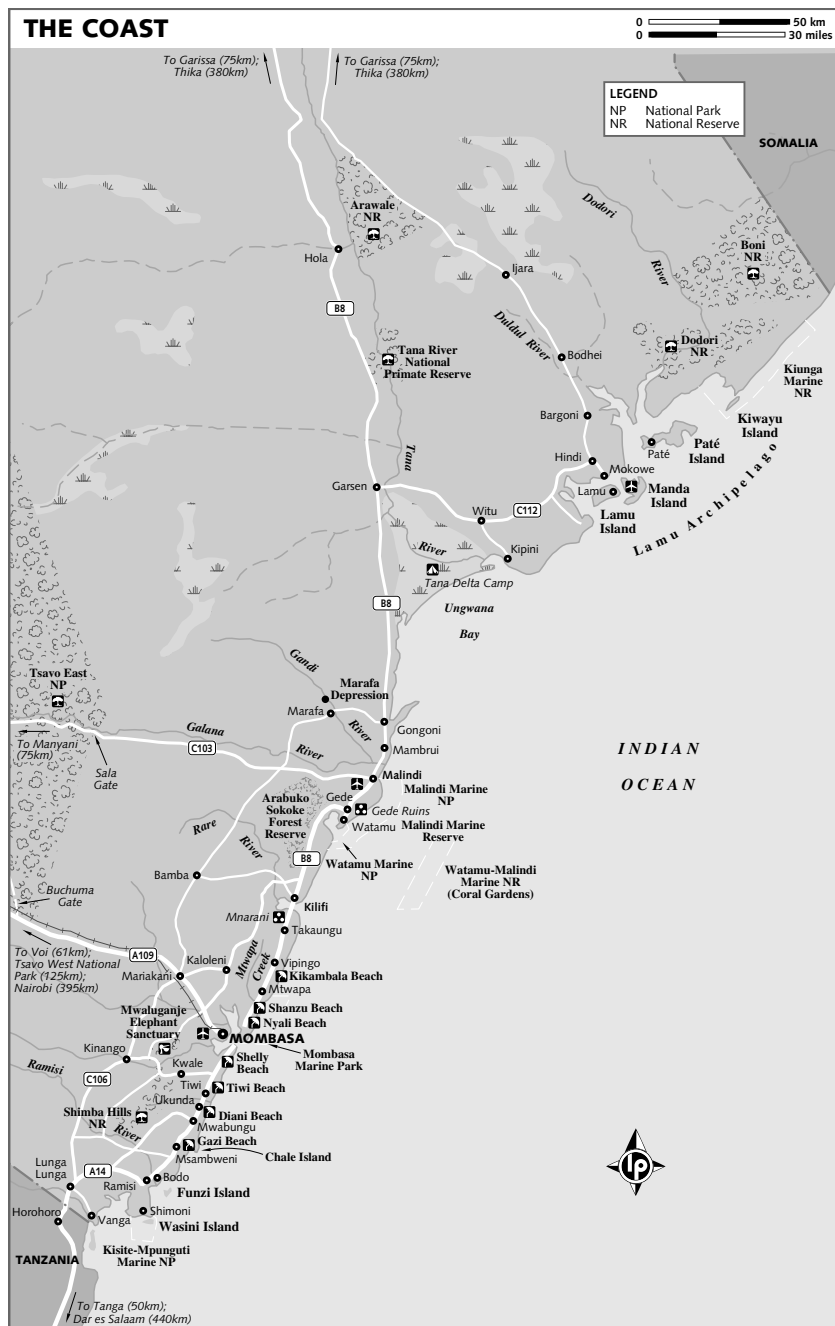 THE COAST
0 50 km
0 30 miles
To Garissa (75km);
Thika (380km)
To Garissa (75km);
Thika (380km)
LEGEND
NP National Park
NR National Reserve
SOMALIA
Dodori
River
Arawale
NR
Boni
NR
Hola
Ijara
B8
Duldul River
Tana River
National
Primate Reserve
Bodhei
Dodori
NR
Kiunga
Marine
NR
Bargoni
Kiwayu
Island
Tana
Hindi
Paté
Paté
Island
Mokowe
Garsen
Lamu
Manda
Island
Witu
C112
Lamu
Island
Lamu Archipelago
River
Kipini
Tana Delta Camp
B8
Ungwana
Bay
Gandi
River
Tsavo East
NP
Marafa
Depression
Marafa
Galana
River
Gongoni
To Manyani
(75km)
C103
Mambrui
INDIAN
OCEAN
Sala
Gate
Malindi
Malindi Marine
NP
Arabuko
Sokoke
Forest
Reserve
Gede
Gede Ruins
Watamu
Malindi Marine
Reserve
Rare
River
B8
Watamu Marine
NP
Watamu-Malindi
Marine NR
(Coral Gardens)
Bamba
Buchuma
Gate
Kilifi
Mnarani
Takaungu
To Voi (61km);
Tsavo West National
Park (125km);
Nairobi (395km)
A109
Kaloleni
Mtwapa
Creek
Vipingo
Mariakani
Kikambala Beach
Mtwapa
Shanzu Beach
Mwaluganje
Elephant
Sanctuary
Nyali Beach
MOMBASA
Kinango
Mombasa
Marine Park
Ramisi
River
Kwale
Shelly
Beach
C106
Tiwi
Tiwi Beach
Ukunda
Shimba Hills
NR
Diani Beach
Mwabungu
Gazi Beach
Msambweni
Chale Island
Lunga
Lunga
A14
Ramisi
Bodo
Funzi Island
Horohoro
Vanga
Shimoni
Wasini Island
Kisite-Mpunguti
Marine NP
TANZANIA
To Tanga (50km);
Dar es Salaam (440km)
lp